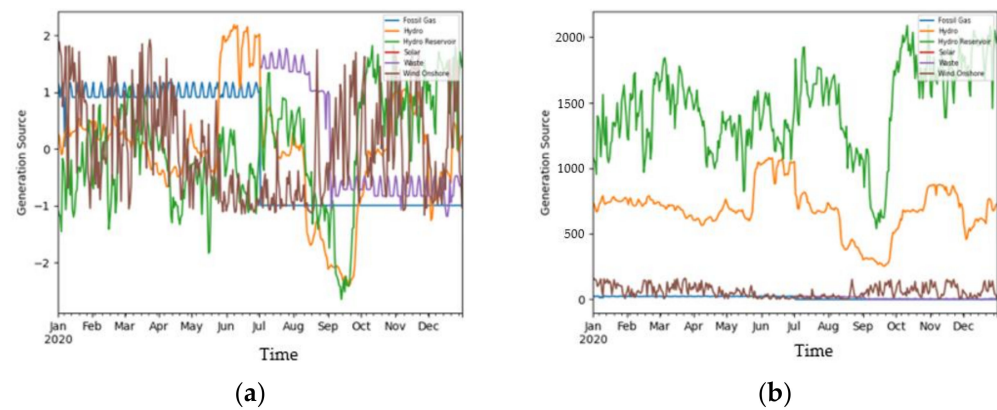 Fossil Gas
Hydro
Hydro Reservoir
Solar
Waste
Wind Onshore
2
1
0
−1
−2
Generation Source
Jan Feb Mar Apr May Jun Jul Aug Sep Oct Nov Dec
2020
Time
(a)
Fossil Gas
Hydro
Hydro Reservoir
Solar
Waste
Wind Onshore
2000
1500
1000
500
0
Generation Source
Jan Feb Mar Apr May Jun Jul Aug Sep Oct Nov Dec
2020
Time
(b)